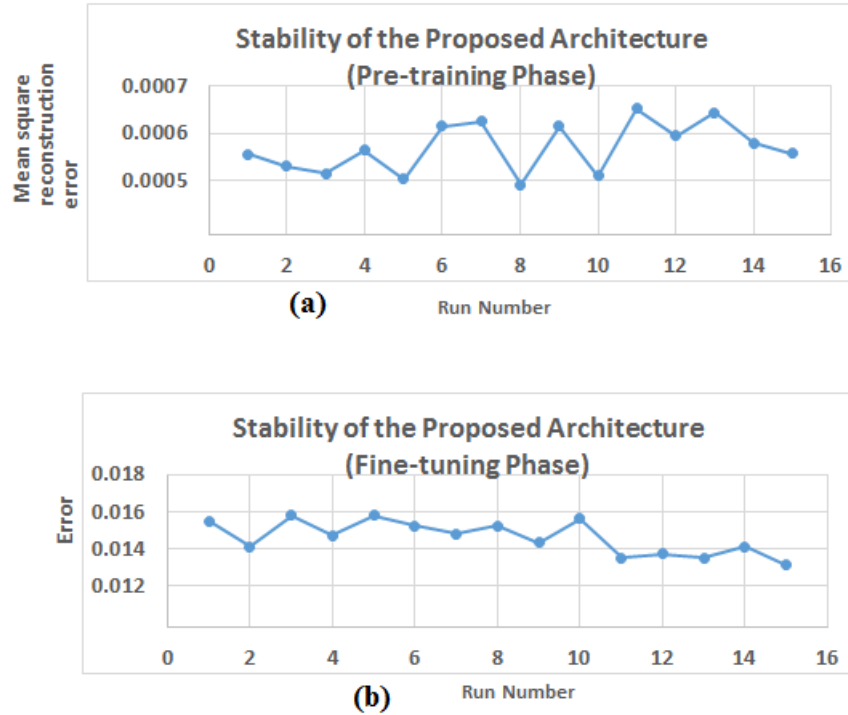 Stability of the Proposed Architecture
(Pre-training Phase)
Mean square
reconstruction
error
0.0007
0.0006
0.0005
0 2 4 6 8 10 12 14 16
(a)
Run Number
Stability of the Proposed Architecture
(Fine-tuning Phase)
Error
0.018
0.016
0.014
0.012
0 2 4 6 8 10 12 14 16
(b)
Run Number